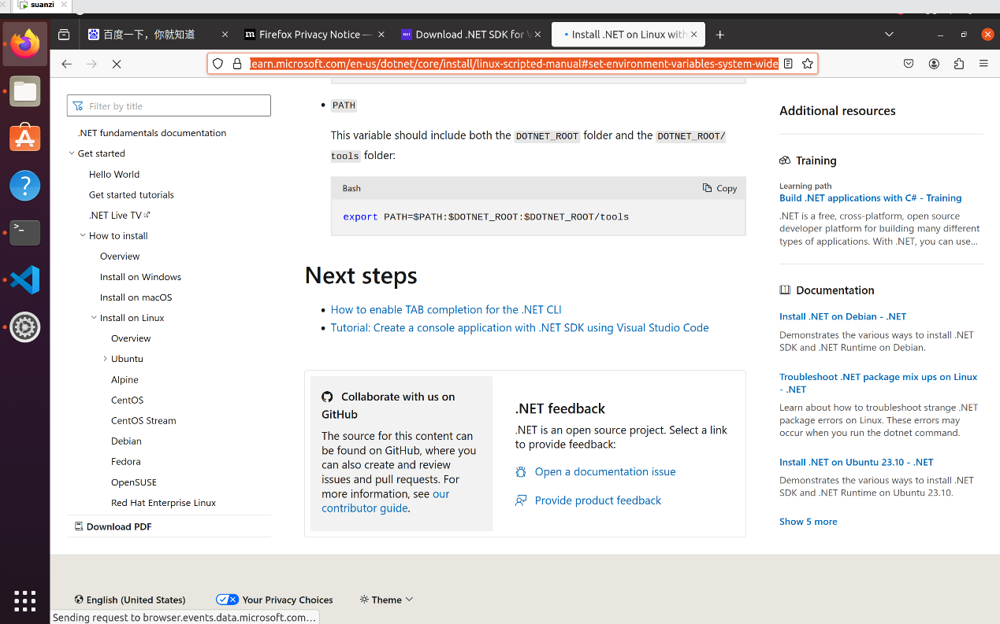 suanzi
百度一下，你就知道
Firefox Privacy Notice —
Download .NET SDK for V
Install .NET on Linux with
earn.microsoft.com/en-us/dotnet/core/install/linux-scripted-manual#set-environment-variables-system-wide
Filter by title
.NET fundamentals documentation
Get started
Hello World
Get started tutorials
.NET Live TV
How to install
Overview
Install on Windows
Install on macOS
Install on Linux
Overview
Ubuntu
Alpine
CentOS
CentOS Stream
Debian
Fedora
OpenSUSE
Red Hat Enterprise Linux
Download PDF
• PATH
This variable should include both the DOTNET_ROOT folder and the DOTNET_ROOT/
tools folder:
Bash
Copy
export PATH=$PATH:$DOTNET_ROOT:$DOTNET_ROOT/tools
Next steps
• How to enable TAB completion for the .NET CLI
• Tutorial: Create a console application with .NET SDK using Visual Studio Code
Collaborate with us on
GitHub
The source for this content can
be found on GitHub, where you
can also create and review
issues and pull requests. For
more information, see our
contributor guide.
.NET feedback
.NET is an open source project. Select a link
to provide feedback:
Open a documentation issue
Provide product feedback
Additional resources
Training
Learning path
Build .NET applications with C# - Training
.NET is a free, cross-platform, open source
developer platform for building many different
types of applications. With .NET, you can use...
Documentation
Install .NET on Debian - .NET
Demonstrates the various ways to install .NET
SDK and .NET Runtime on Debian.
Troubleshoot .NET package mix ups on Linux
- .NET
Learn about how to troubleshoot strange .NET
package errors on Linux. These errors may
occur when you run the dotnet command.
Install .NET on Ubuntu 23.10 - .NET
Demonstrates the various ways to install .NET
SDK and .NET Runtime on Ubuntu 23.10.
Show 5 more
English (United States)
Your Privacy Choices
Theme
Sending request to browser.events.data.microsoft.com…